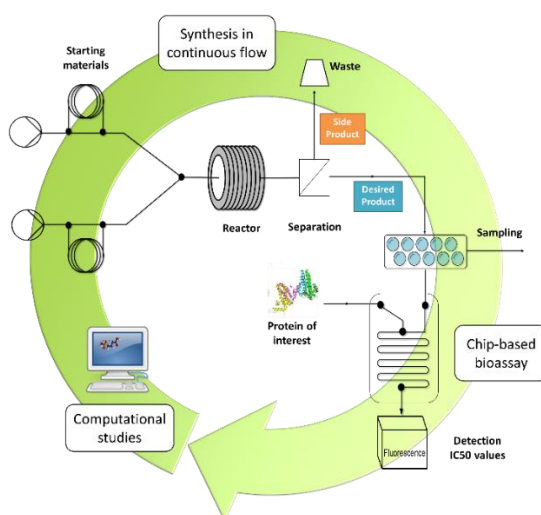 Synthesis in
continuous flow
Starting
materials
Waste
Side
Product
Desired
Product
Reactor
Separation
Sampling
Protein of
interest
Chip-based
bioassay
Computational
studies
Fluorescence
Detection
IC50 values